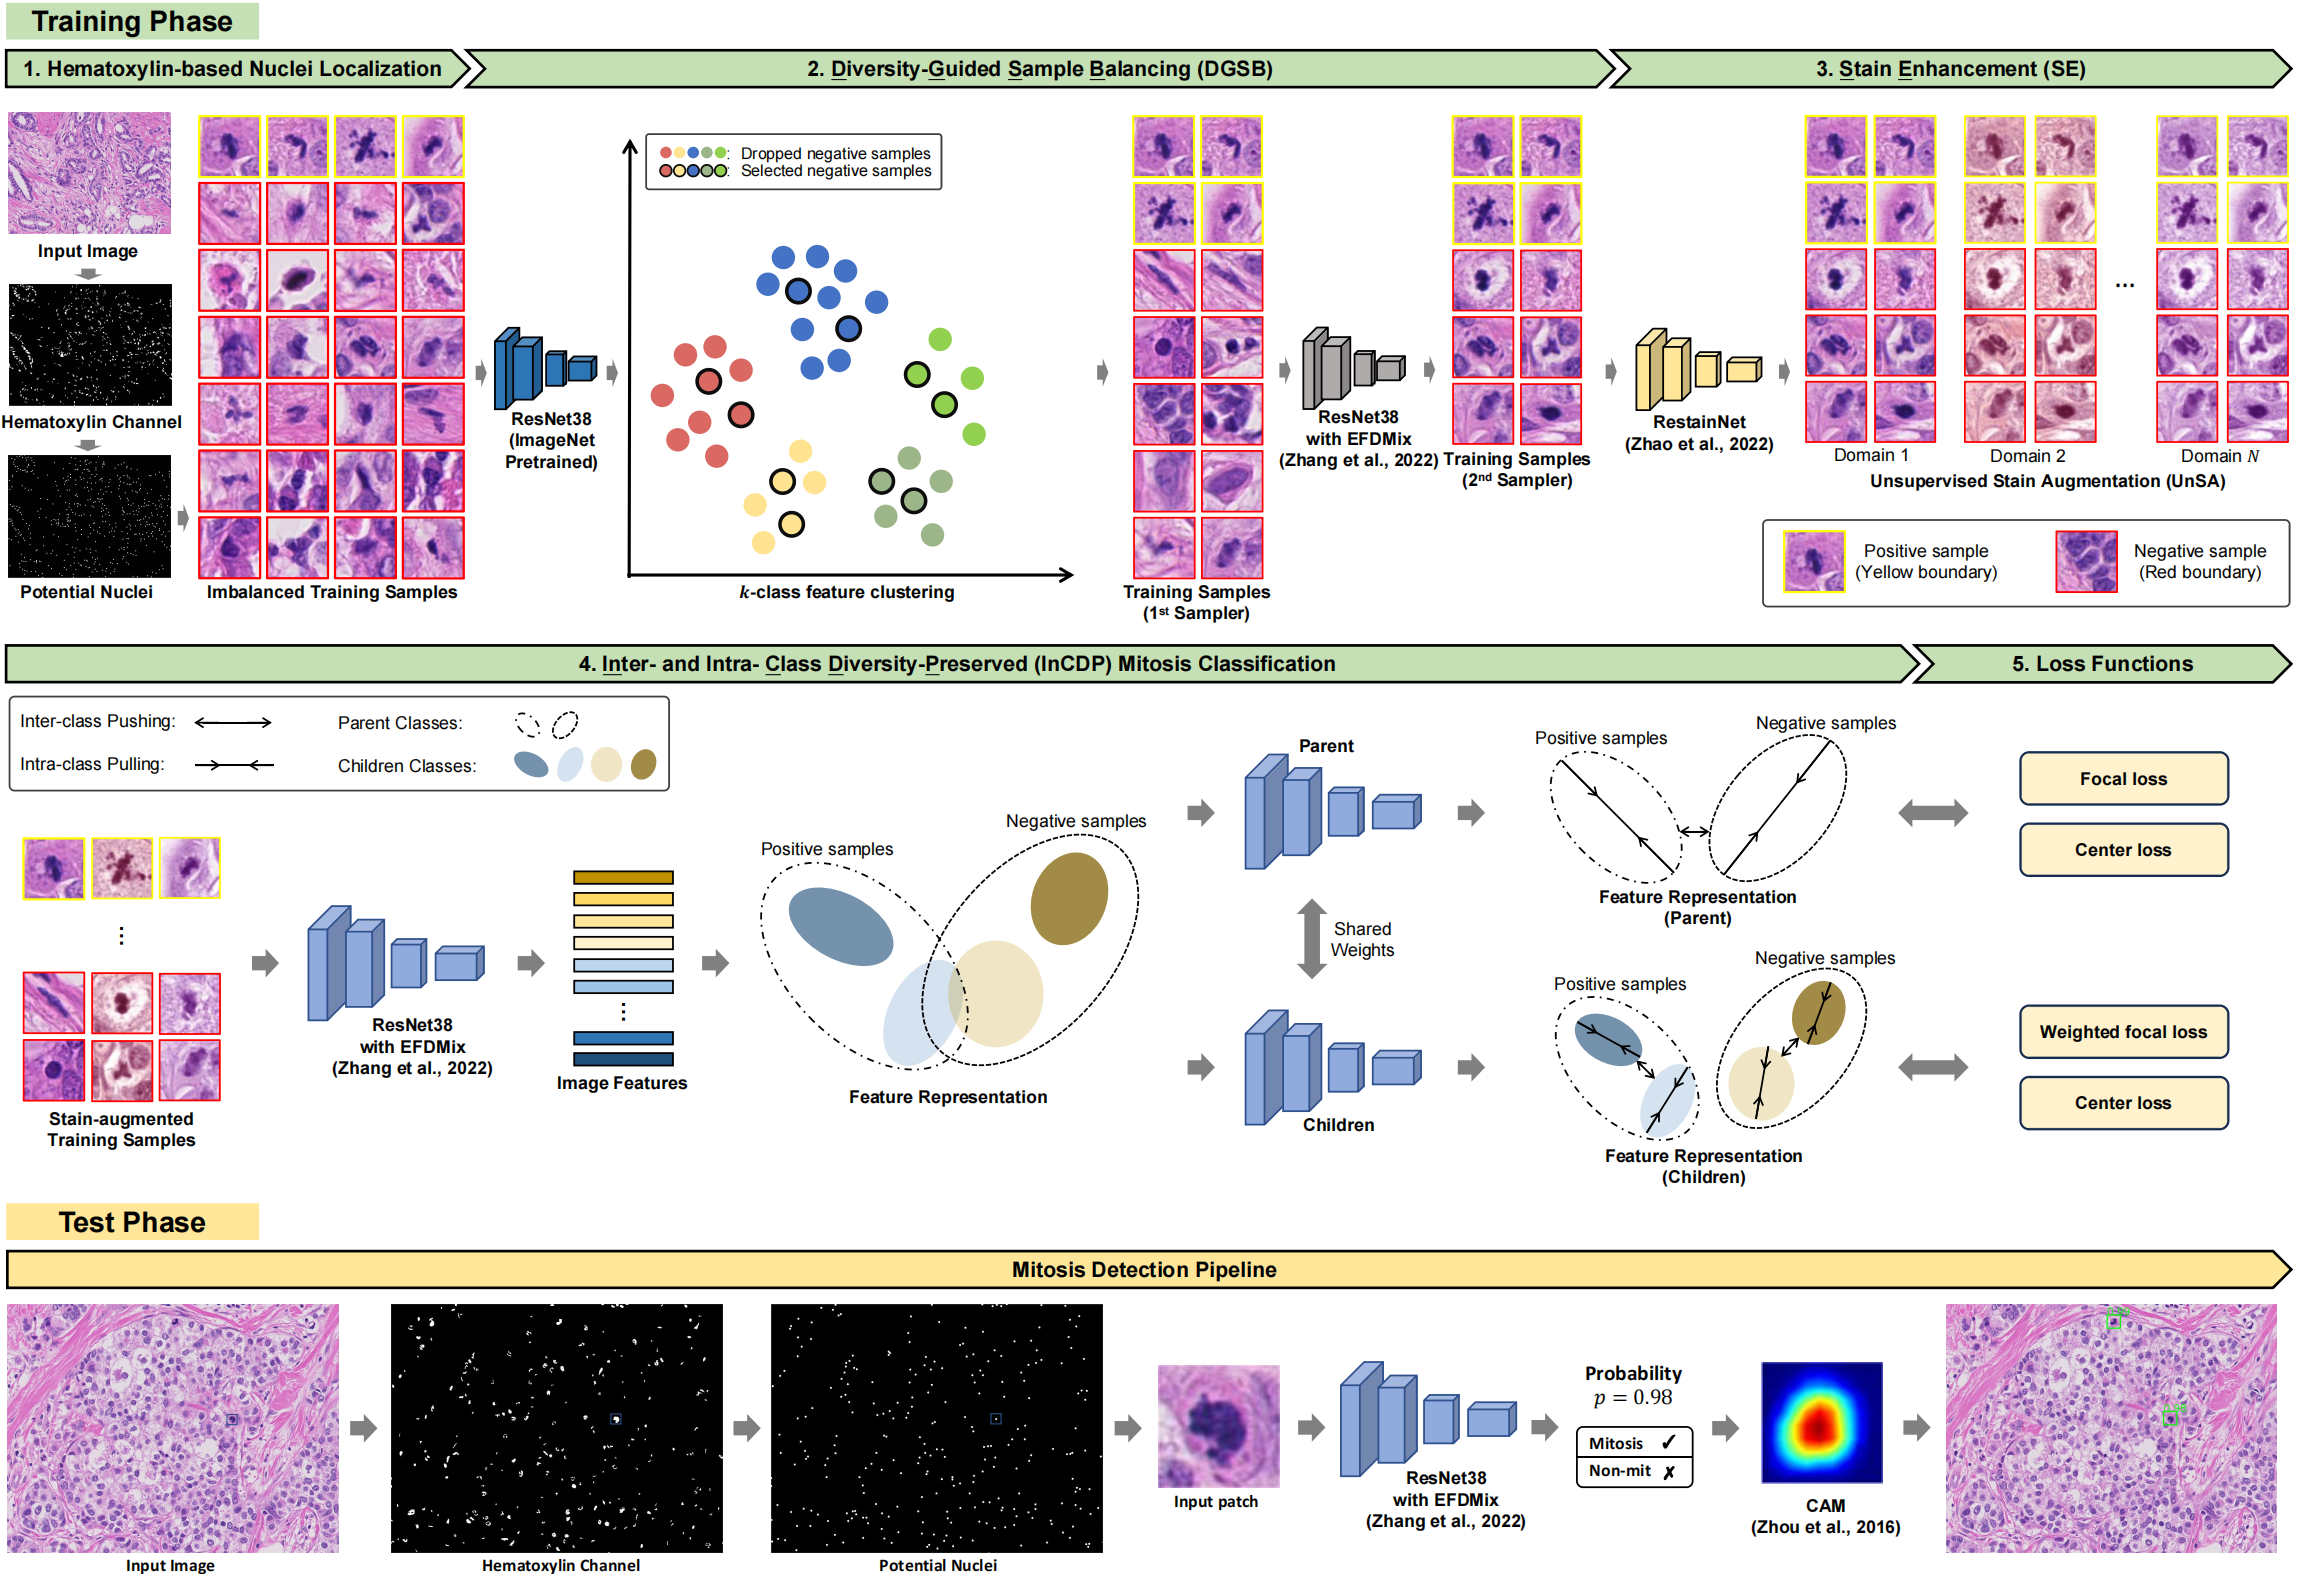 Training Phase
1. Hematoxylin-based Nuclei Localization
2. Diversity-Guided Sample Balancing (DGSB)
3. Stain Enhancement (SE)
Input Image
Hematoxylin Channel
Potential Nuclei
Imbalanced Training Samples
ResNet38
(ImageNet
Pretrained)
: Dropped negative samples
: Selected negative samples
k-class feature clustering
Training Samples
(1st Sampler)
ResNet38
with EFDMix
(Zhang et al., 2022)
Training Samples
(2nd Sampler)
RestainNet
(Zhao et al., 2022)
...
Domain 1
Domain 2
Domain N
Unsupervised Stain Augmentation (UnSA)
Positive sample
(Yellow boundary)
Negative sample
(Red boundary)
4. Inter- and Intra- Class Diversity-Preserved (InCDP) Mitosis Classification
5. Loss Functions
Inter-class Pushing:
Parent Classes:
Intra-class Pulling:
Children Classes:
Stain-augmented
Training Samples
ResNet38
with EFDMix
(Zhang et al., 2022)
Image Features
Positive samples
Negative samples
Feature Representation
Parent
Shared
Weights
Children
Positive samples
Negative samples
Feature Representation
(Parent)
Positive samples
Negative samples
Feature Representation
(Children)
Focal loss
Center loss
Weighted focal loss
Center loss
Test Phase
Mitosis Detection Pipeline
Input Image
Hematoxylin Channel
Potential Nuclei
Input patch
ResNet38
with EFDMix
(Zhang et al., 2022)
Probability
p = 0.98
Mitosis ✓
Non-mit ✗
CAM
(Zhou et al., 2016)